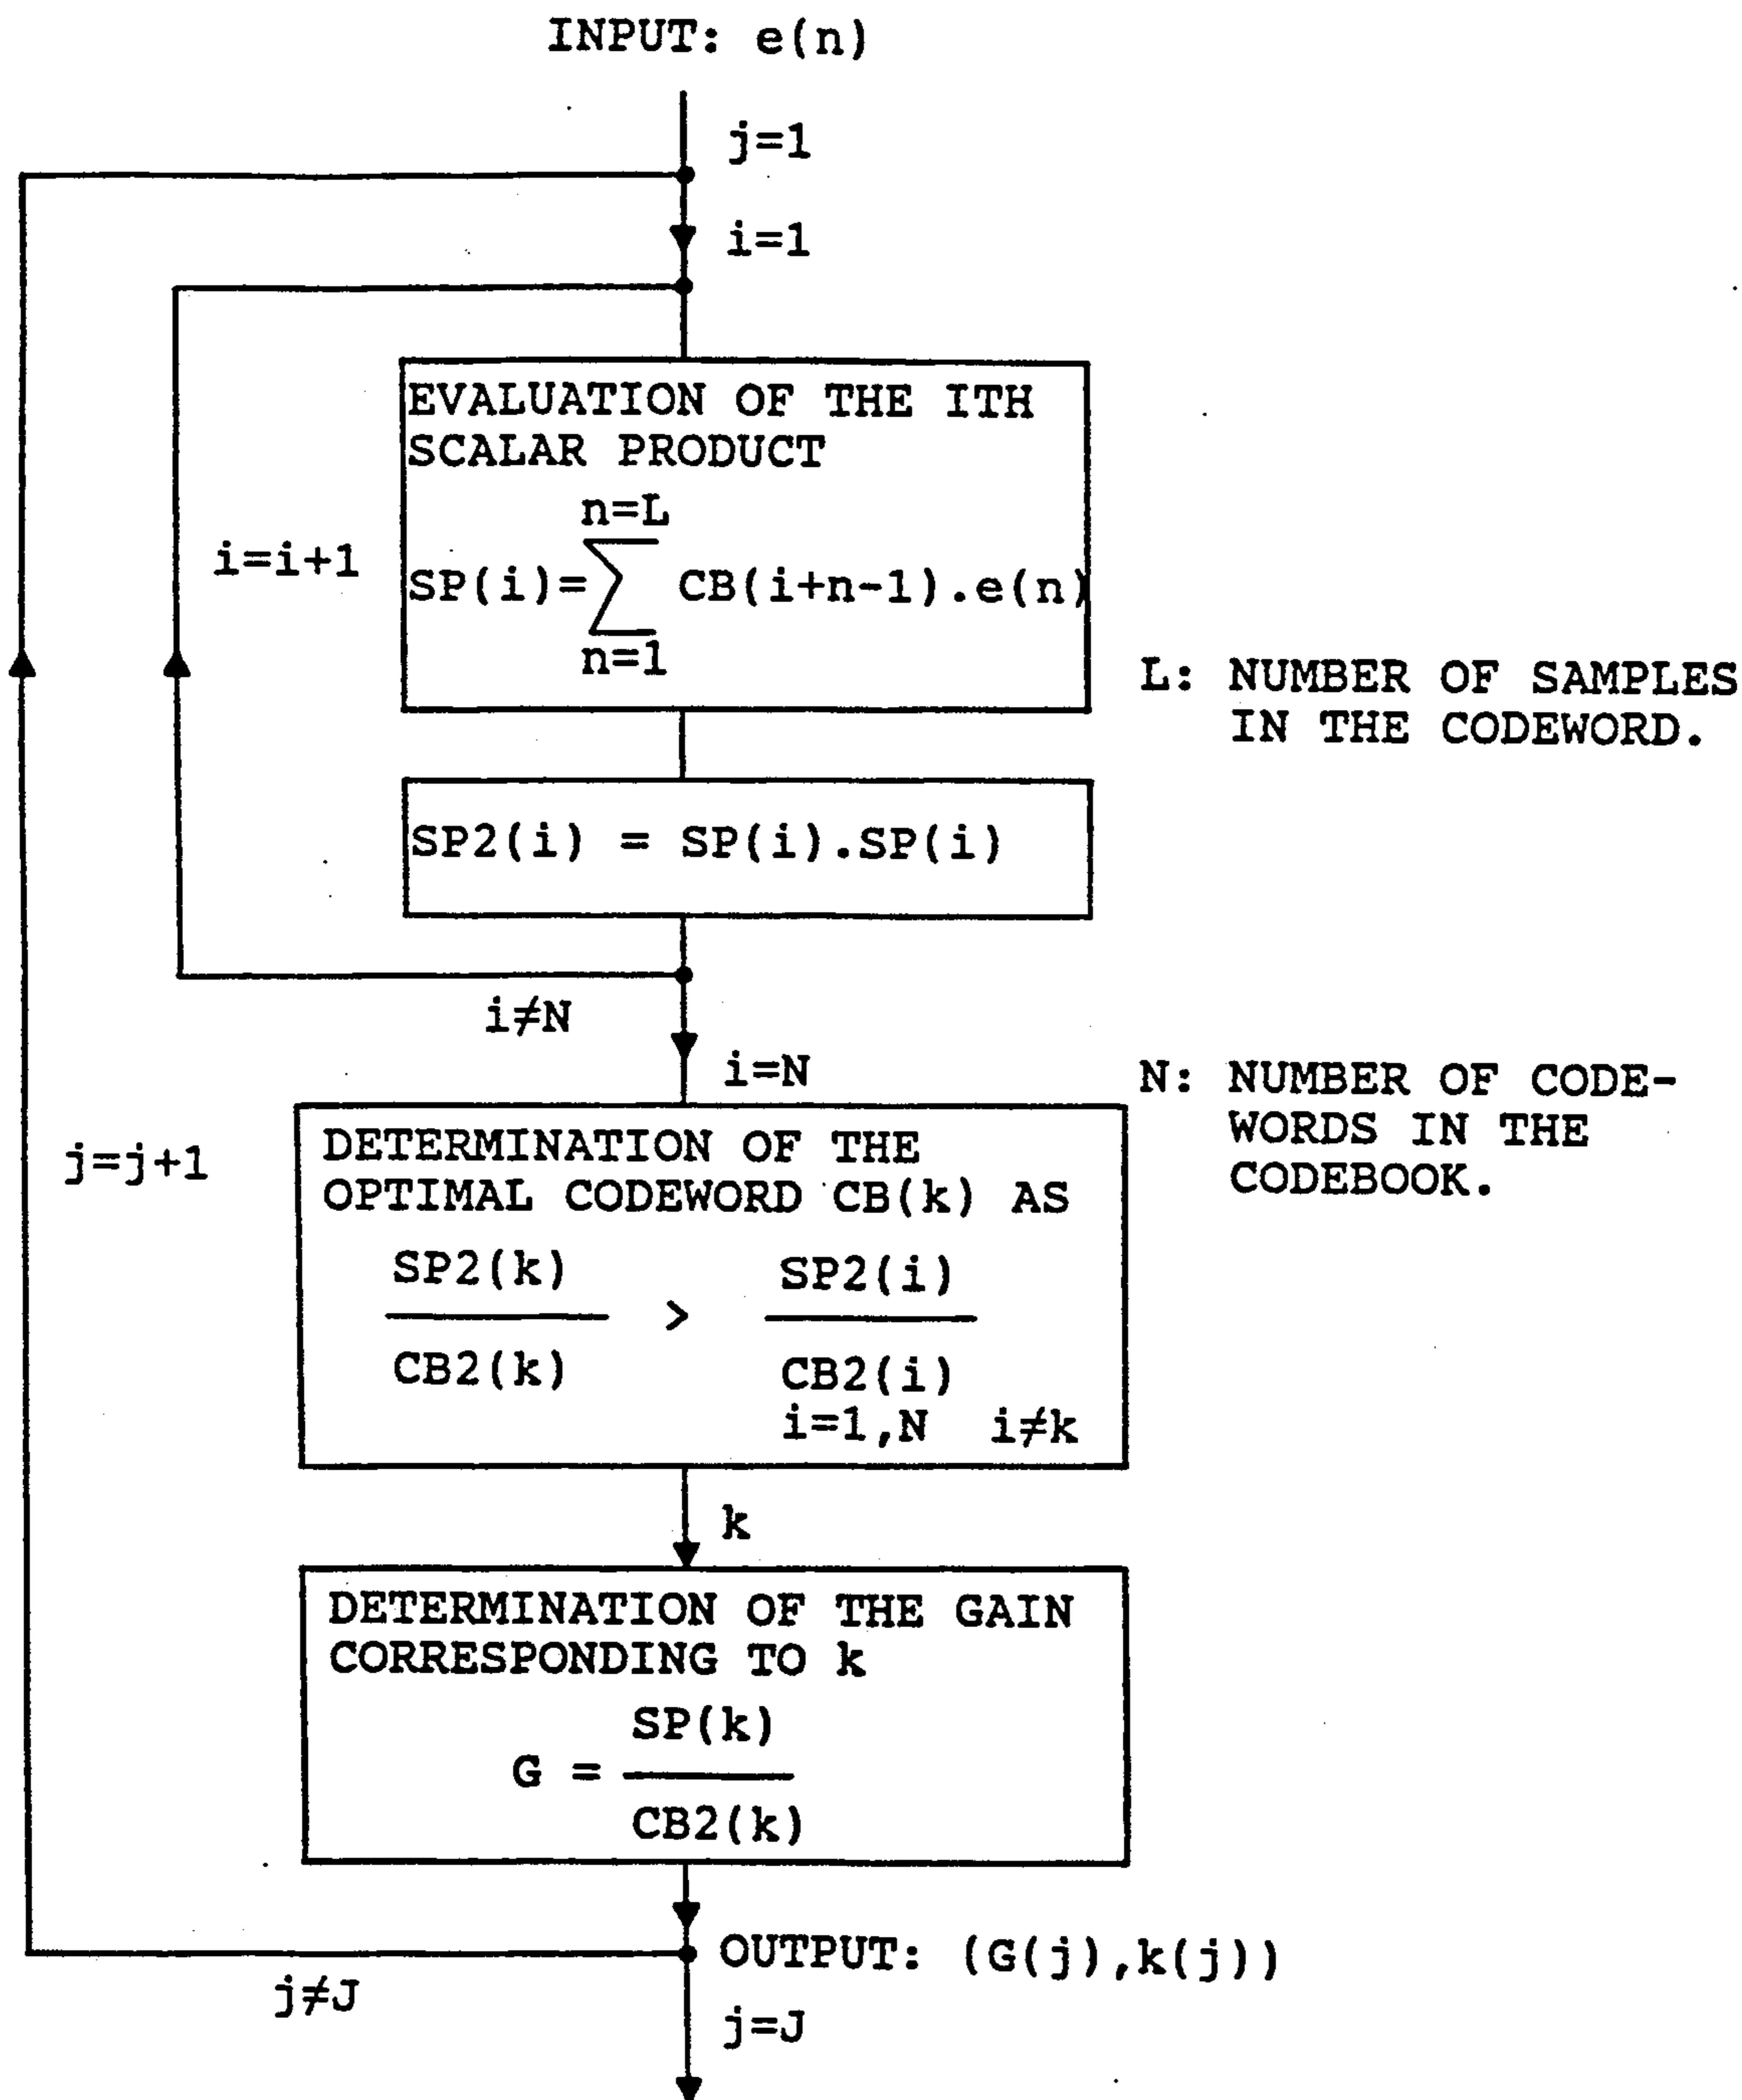 INPUT: e(n)
j=1
i=1
EVALUATION OF THE ITH
SCALAR PRODUCT
n=L
i=i+1
SP(i)=∑ CB(i+n-1).e(n)
n=1
L: NUMBER OF SAMPLES
IN THE CODEWORD.
SP2(i) = SP(i).SP(i)
i≠N
i=N
N: NUMBER OF CODE-
WORDS IN THE
CODEBOOK.
j=j+1
DETERMINATION OF THE
OPTIMAL CODEWORD CB(k) AS
SP2(k) > SP2(i)
CB2(k) CB2(i)
i=1,N i≠k
k
DETERMINATION OF THE GAIN
CORRESPONDING TO k
SP(k)
G =
CB2(k)
OUTPUT: (G(j),k(j))
j≠J
j=J